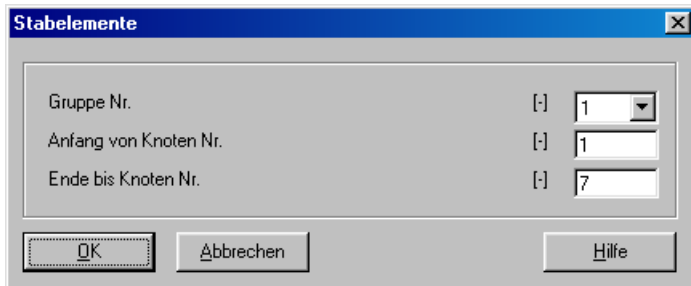 Stabelemente
Gruppe Nr. [-] 1
Anfang von Knoten Nr. [-] 1
Ende bis Knoten Nr. [-] 7
OK Abbrechen Hilfe